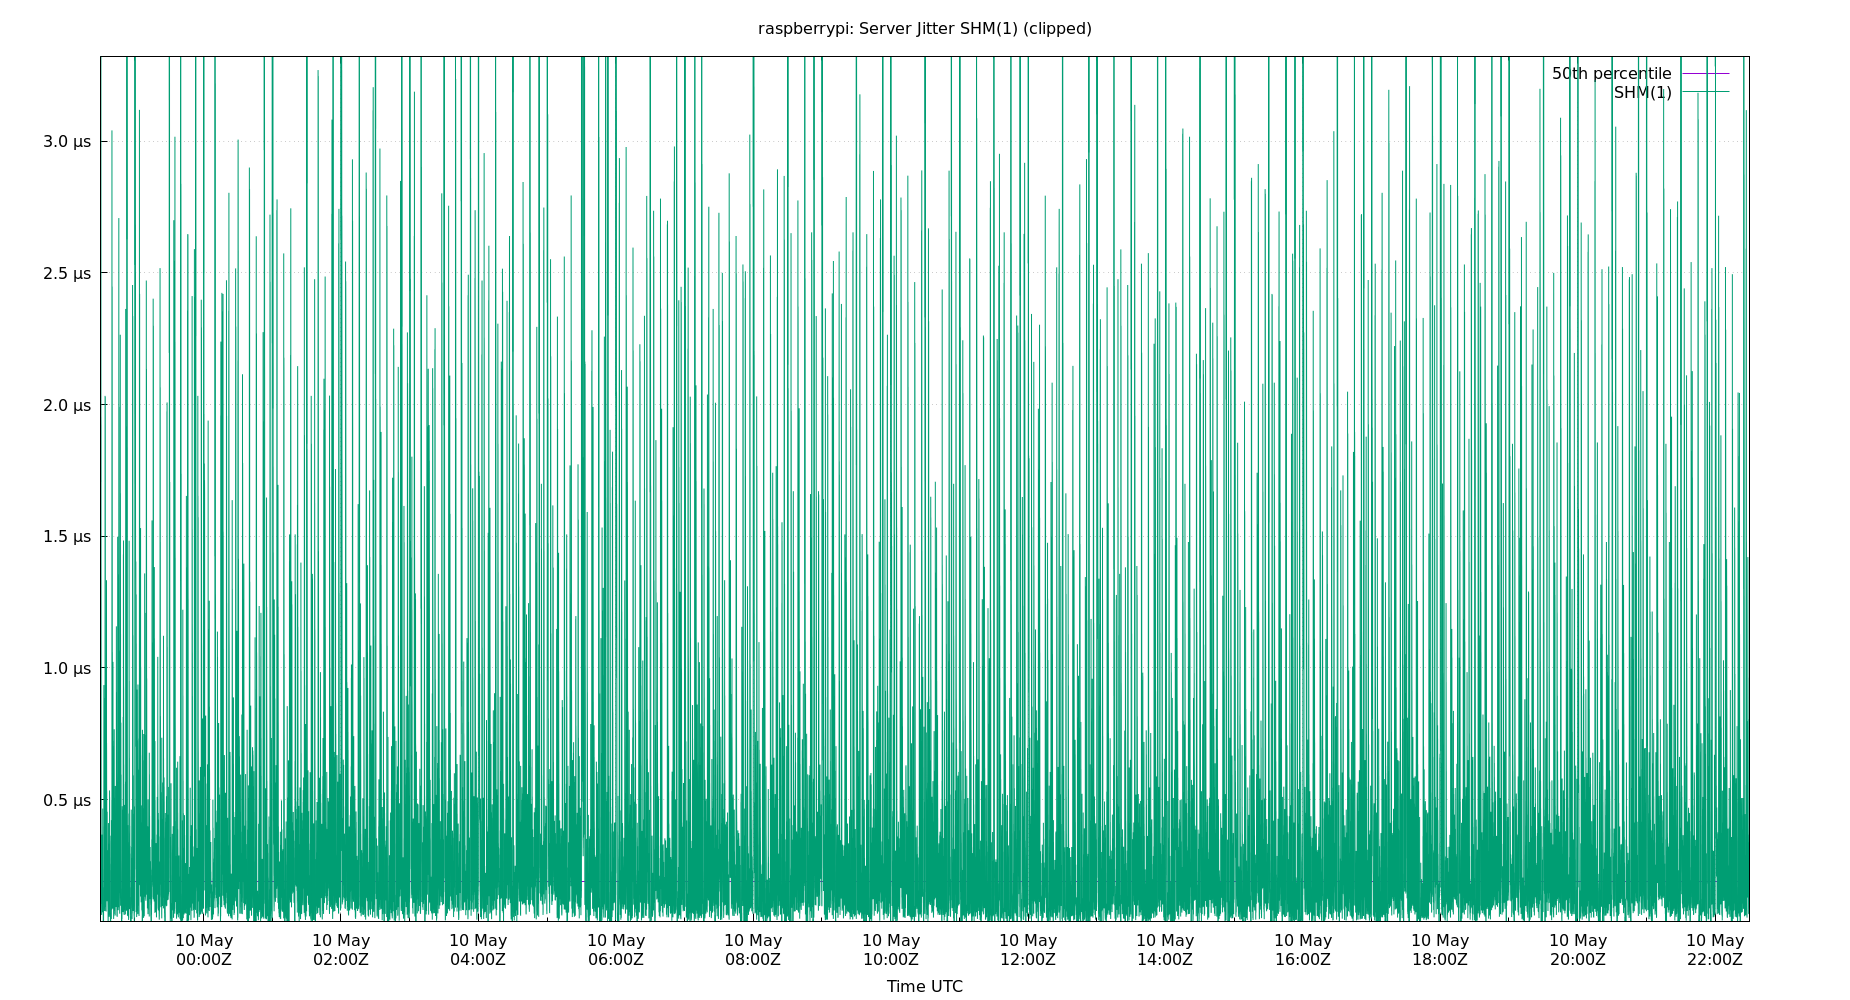 raspberrypi: Server Jitter SHM(1) (clipped)
50th percentile
SHM(1)
3.0 µs
2.5 µs
2.0 µs
1.5 µs
1.0 µs
0.5 µs
10 May 10 May 10 May 10 May 10 May 10 May 10 May 10 May 10 May 10 May 10 May 10 May
00:00Z 02:00Z 04:00Z 06:00Z 08:00Z 10:00Z 12:00Z 14:00Z 16:00Z 18:00Z 20:00Z 22:00Z
Time UTC